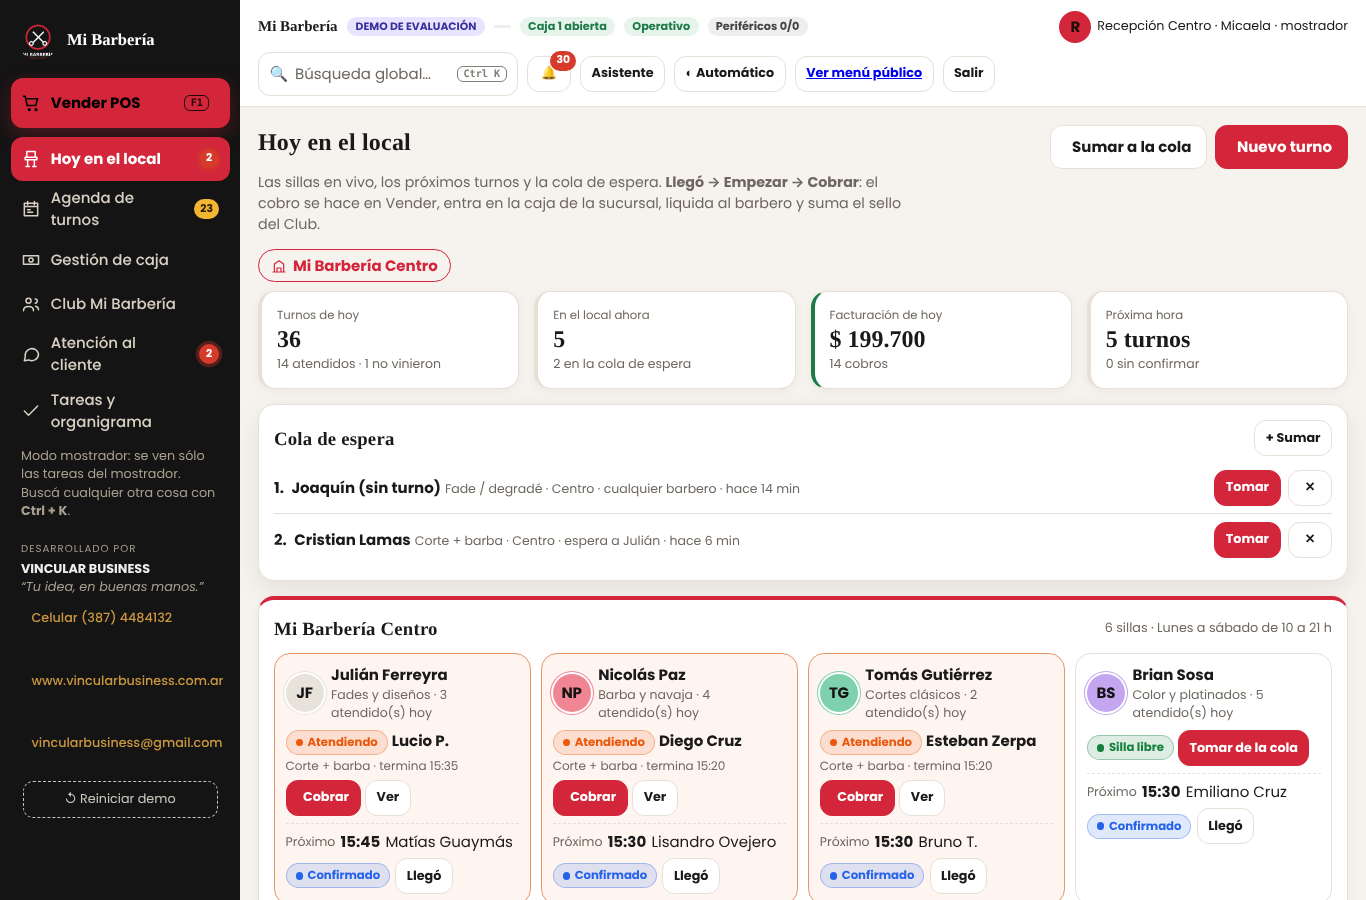 MI BARBERÍA
Mi Barbería
Vender POS F1
Hoy en el local 2
Agenda de
turnos
23
Gestión de caja
Club Mi Barbería
Atención al
cliente
2
Tareas y
organigrama
Modo mostrador: se ven sólo
las tareas del mostrador.
Buscá cualquier otra cosa con
Ctrl + K.
DESARROLLADO POR
VINCULAR BUSINESS
“Tu idea, en buenas manos.”
Celular (387) 4484132
www.vincularbusiness.com.ar
vincularbusiness@gmail.com
↺ Reiniciar demo
Mi Barbería DEMO DE EVALUACIÓN — Caja 1 abierta Operativo Periféricos 0/0
R Recepción Centro · Micaela · mostrador
Búsqueda global... Ctrl K
30
Asistente
Automático
Ver menú público
Salir
Hoy en el local
Sumar a la cola
Nuevo turno
Las sillas en vivo, los próximos turnos y la cola de espera. Llegó → Empezar → Cobrar: el
cobro se hace en Vender, entra en la caja de la sucursal, liquida al barbero y suma el sello
del Club.
Mi Barbería Centro
Turnos de hoy
36
14 atendidos · 1 no vinieron
En el local ahora
5
2 en la cola de espera
Facturación de hoy
$ 199.700
14 cobros
Próxima hora
5 turnos
0 sin confirmar
Cola de espera
+ Sumar
1. Joaquín (sin turno) Fade / degradé · Centro · cualquier barbero · hace 14 min
Tomar ✕
2. Cristian Lamas Corte + barba · Centro · espera a Julián · hace 6 min
Tomar ✕
Mi Barbería Centro
6 sillas · Lunes a sábado de 10 a 21 h
JF
Julián Ferreyra
Fades y diseños · 3
atendido(s) hoy
Atendiendo Lucio P.
Corte + barba · termina 15:35
Cobrar Ver
Próximo 15:45 Matías Guaymás
Confirmado Llegó
NP
Nicolás Paz
Barba y navaja · 4
atendido(s) hoy
Atendiendo Diego Cruz
Corte + barba · termina 15:20
Cobrar Ver
Próximo 15:30 Lisandro Ovejero
Confirmado Llegó
TG
Tomás Gutiérrez
Cortes clásicos · 2
atendido(s) hoy
Atendiendo Esteban Zerpa
Corte + barba · termina 15:20
Cobrar Ver
Próximo 15:30 Bruno T.
Confirmado Llegó
BS
Brian Sosa
Color y platinados · 5
atendido(s) hoy
Silla libre Tomar de la cola
Próximo 15:30 Emiliano Cruz
Confirmado Llegó